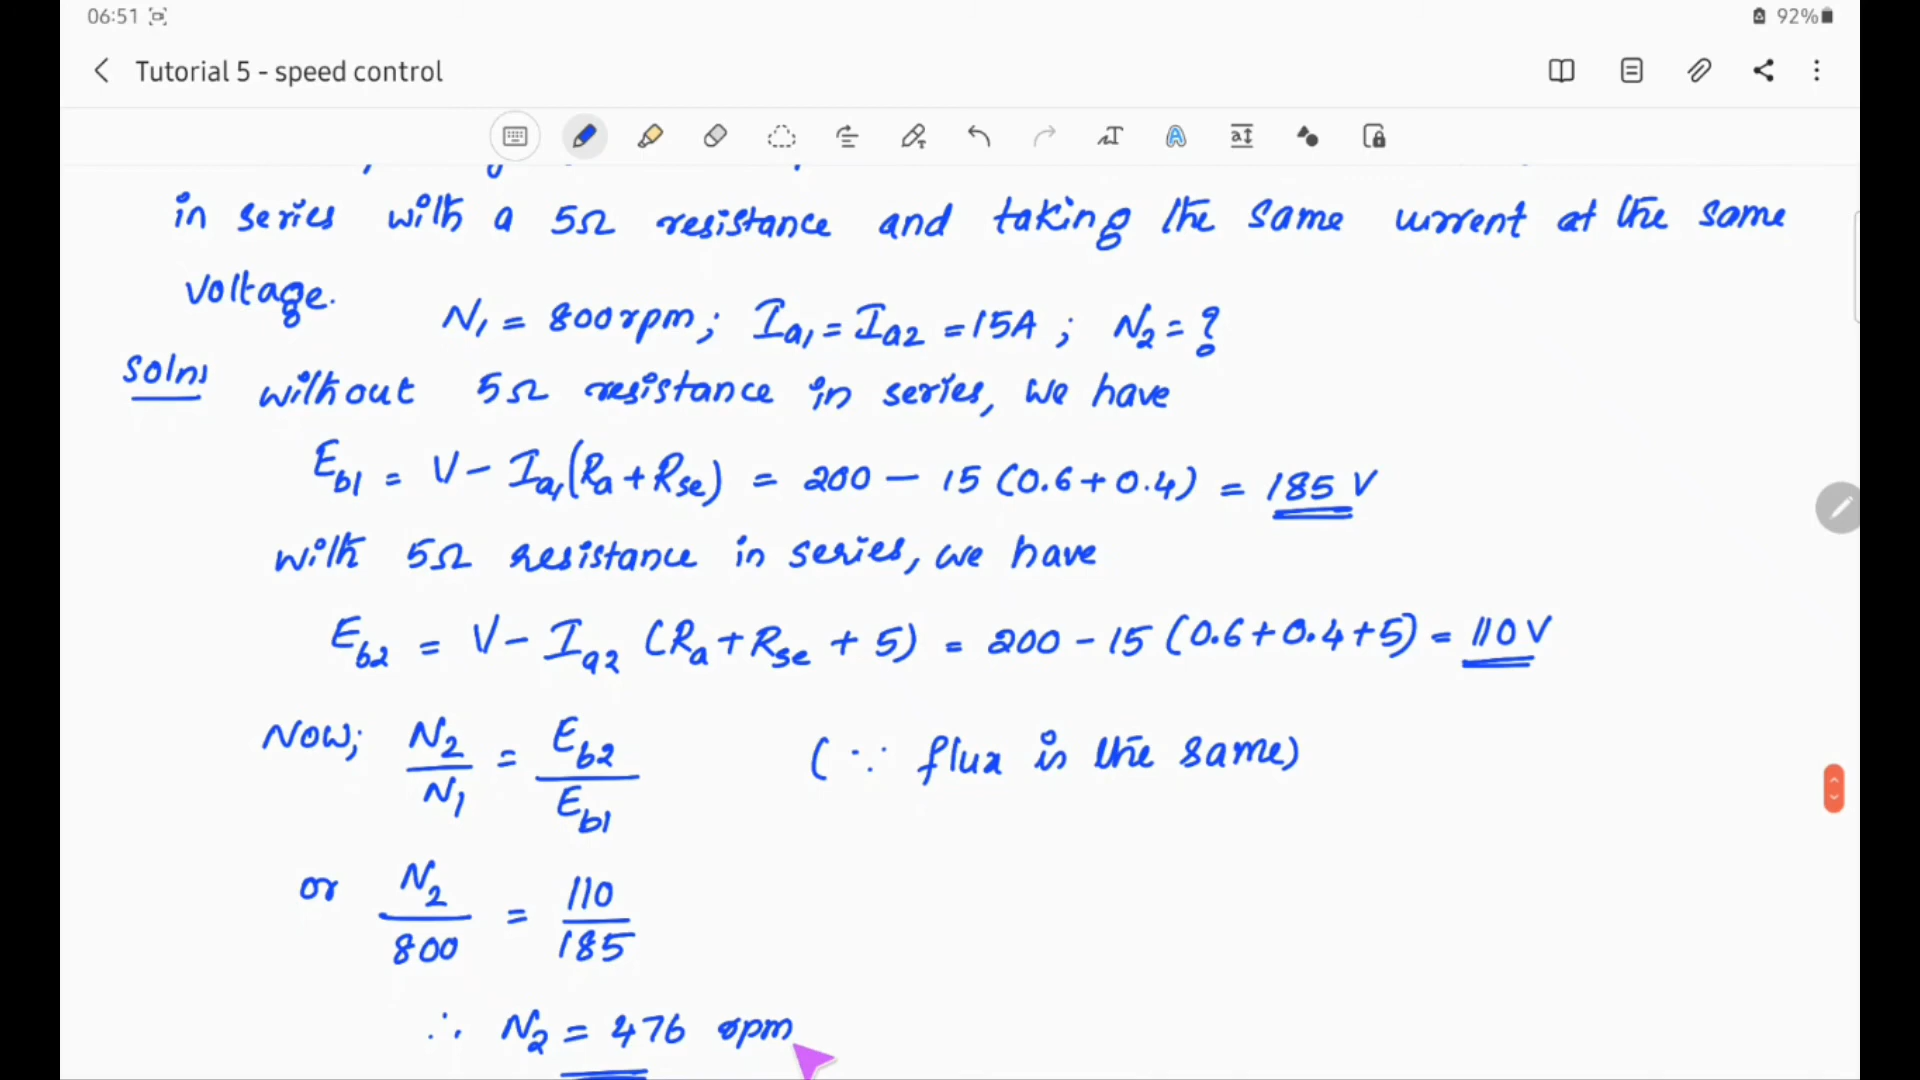 06:51 92%
Tutorial 5 - speed control
in series with a 5Ω resistance and taking the same current at the same
voltage.
N₁ = 800rpm; Ia₁ = Ia2 = 15A ; N₂ = ?
Soln:
without 5Ω resistance in series, we have
Eb1 = V - Ia₁(Ra + Rse) = 200 - 15 (0.6 + 0.4) = 185 V
with 5Ω resistance in series, we have
Eb2 = V - Ia2 (Ra + Rse + 5) = 200 - 15 (0.6 + 0.4 + 5) = 110 V
Now; N₂/N₁ = Eb2/Eb1 (∵ flux is the same)
or N₂/800 = 110/185
∴ N₂ = 476 rpm